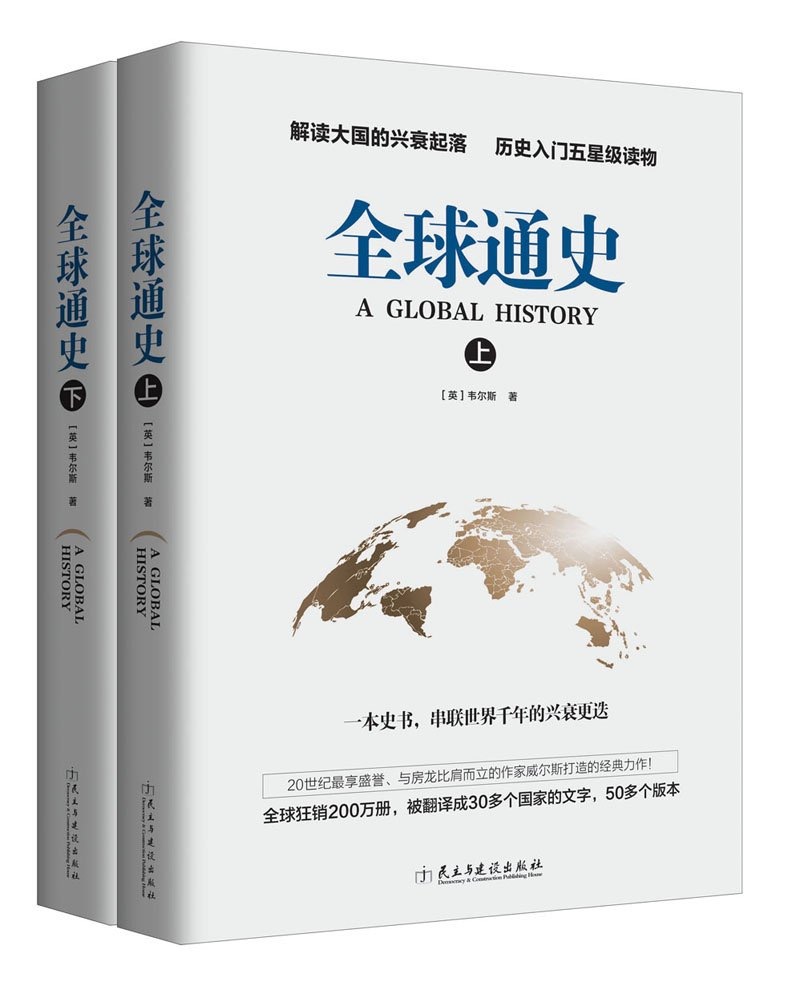 解读大国的兴衰起落 历史入门五星级读物
全球通史
A GLOBAL HISTORY
上
[英]韦尔斯 著
一本史书，串联世界千年的兴衰更迭
20世纪最享盛誉、与房龙比肩而立的作家威尔斯打造的经典力作！
全球狂销200万册，被翻译成30多个国家的文字，50多个版本
民主与建设出版社
Democracy & Construction Publishing House
全球通史
上
[英]韦尔斯 著
A GLOBAL
HISTORY
民主与建设出版社
Democracy & Construction Publishing House
全球通史
下
[英]韦尔斯 著
A GLOBAL
HISTORY
民主与建设出版社
Democracy & Construction Publishing House